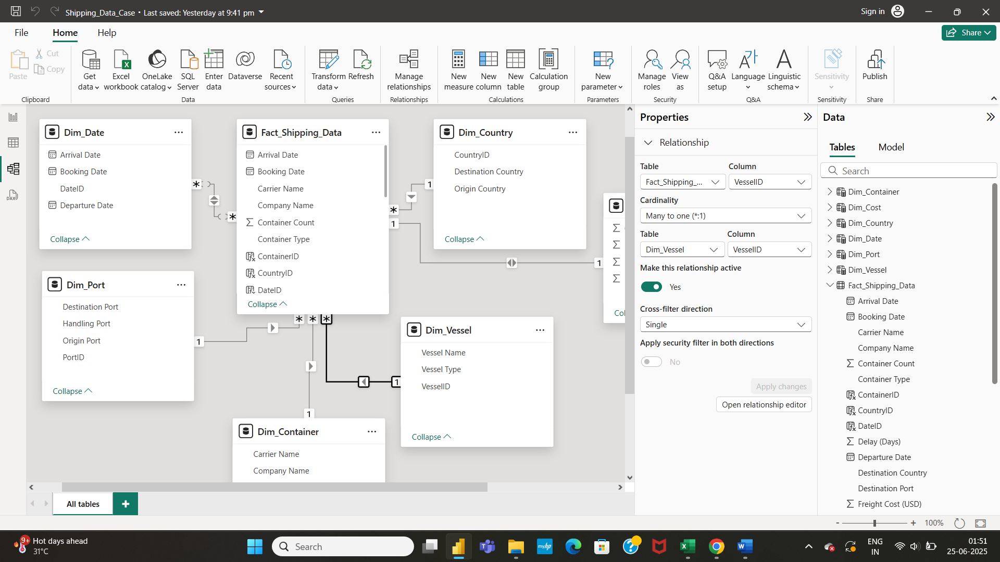 Shipping_Data_Case • Last saved: Yesterday at 9:41 pm
Sign in
File
Home
Help
Share
Paste
Cut
Copy
Clipboard
Get data
Excel workbook
OneLake catalog
SQL Server
Enter data
Dataverse
Recent sources
Data
Transform data
Refresh
Queries
Manage relationships
Relationships
New measure
New column
New table
Calculation group
Calculations
New parameter
Parameters
Manage roles
View as
Security
Q&A setup
Language
Linguistic schema
Q&A
Sensitivity
Sensitivity
Publish
Share
DAX
Dim_Date
Arrival Date
Booking Date
DateID
Departure Date
Collapse
*
*
Fact_Shipping_Data
Arrival Date
Booking Date
Carrier Name
Company Name
Container Count
Container Type
ContainerID
CountryID
DateID
Collapse
*
1
1
1
Dim_Country
CountryID
Destination Country
Origin Country
Collapse
Col
Dim_Port
Destination Port
Handling Port
Origin Port
PortID
Collapse
1
* * *
1
1
Dim_Vessel
Vessel Name
Vessel Type
VesselID
Collapse
Dim_Container
Carrier Name
Company Name
All tables
+
Properties
Relationship
Table
Column
Fact_Shipping_...
VesselID
Cardinality
Many to one (*:1)
Table
Column
Dim_Vessel
VesselID
Make this relationship active
Yes
Cross-filter direction
Single
Apply security filter in both directions
No
Apply changes
Open relationship editor
Data
Tables
Model
Search
Dim_Container
Dim_Cost
Dim_Country
Dim_Date
Dim_Port
Dim_Vessel
Fact_Shipping_Data
Arrival Date
Booking Date
Carrier Name
Company Name
Container Count
Container Type
ContainerID
CountryID
DateID
Delay (Days)
Departure Date
Destination Country
Destination Port
Freight Cost (USD)
- + 100%
9+
Hot days ahead
31°C
Search
myhp
ENG
IN
01:51
25-06-2025